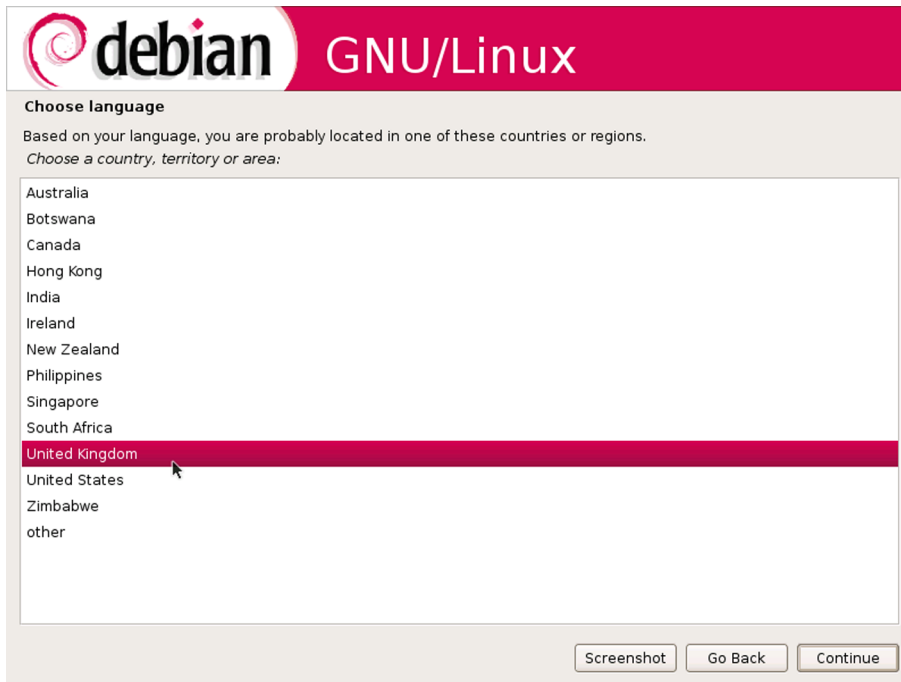 debian GNU/Linux
Choose language
Based on your language, you are probably located in one of these countries or regions.
Choose a country, territory or area:
Australia
Botswana
Canada
Hong Kong
India
Ireland
New Zealand
Philippines
Singapore
South Africa
United Kingdom
United States
Zimbabwe
other
Screenshot Go Back Continue